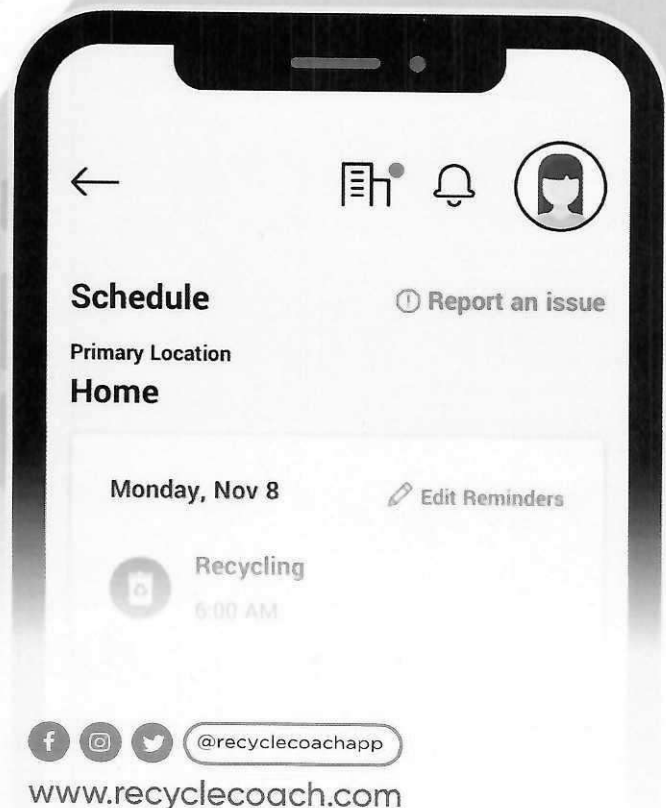 Schedule
Report an issue
Primary Location
Home
Monday, Nov 8
Edit Reminders
Recycling
6:00 AM
@recyclecoachapp
www.recyclecoach.com